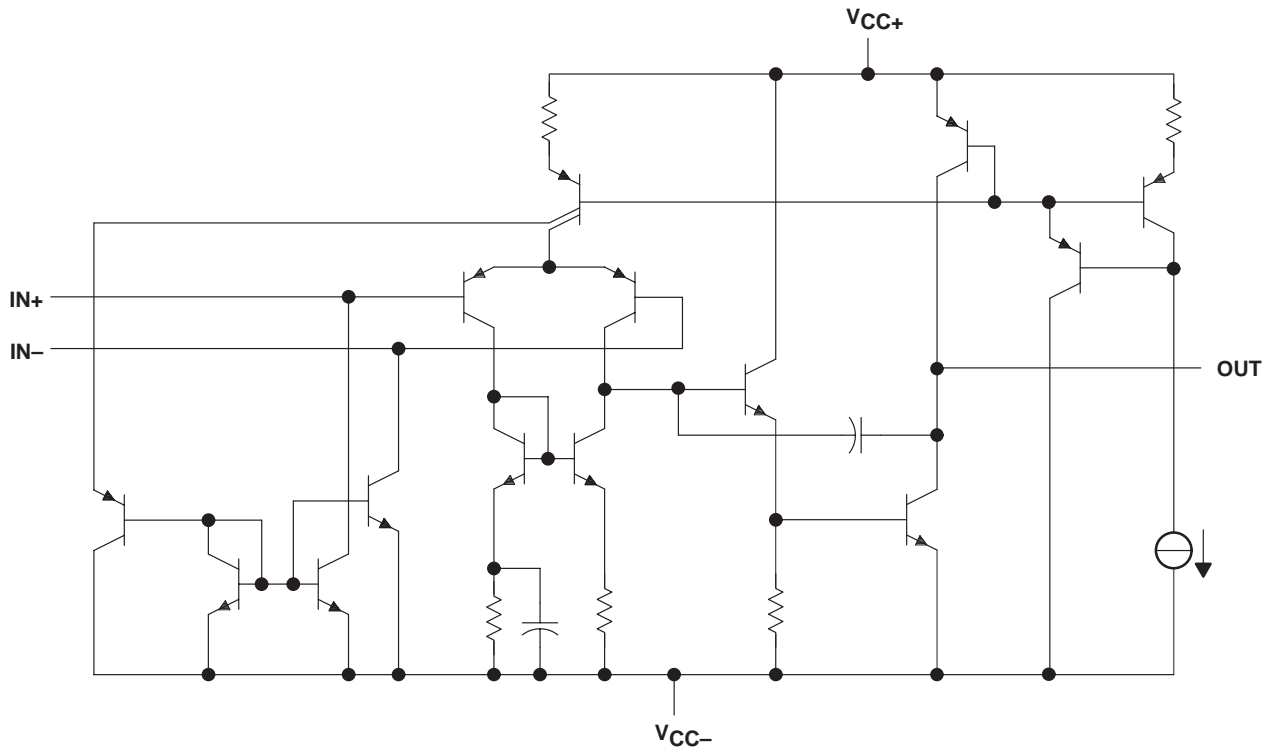 VCC+
IN+
IN–
OUT
VCC–